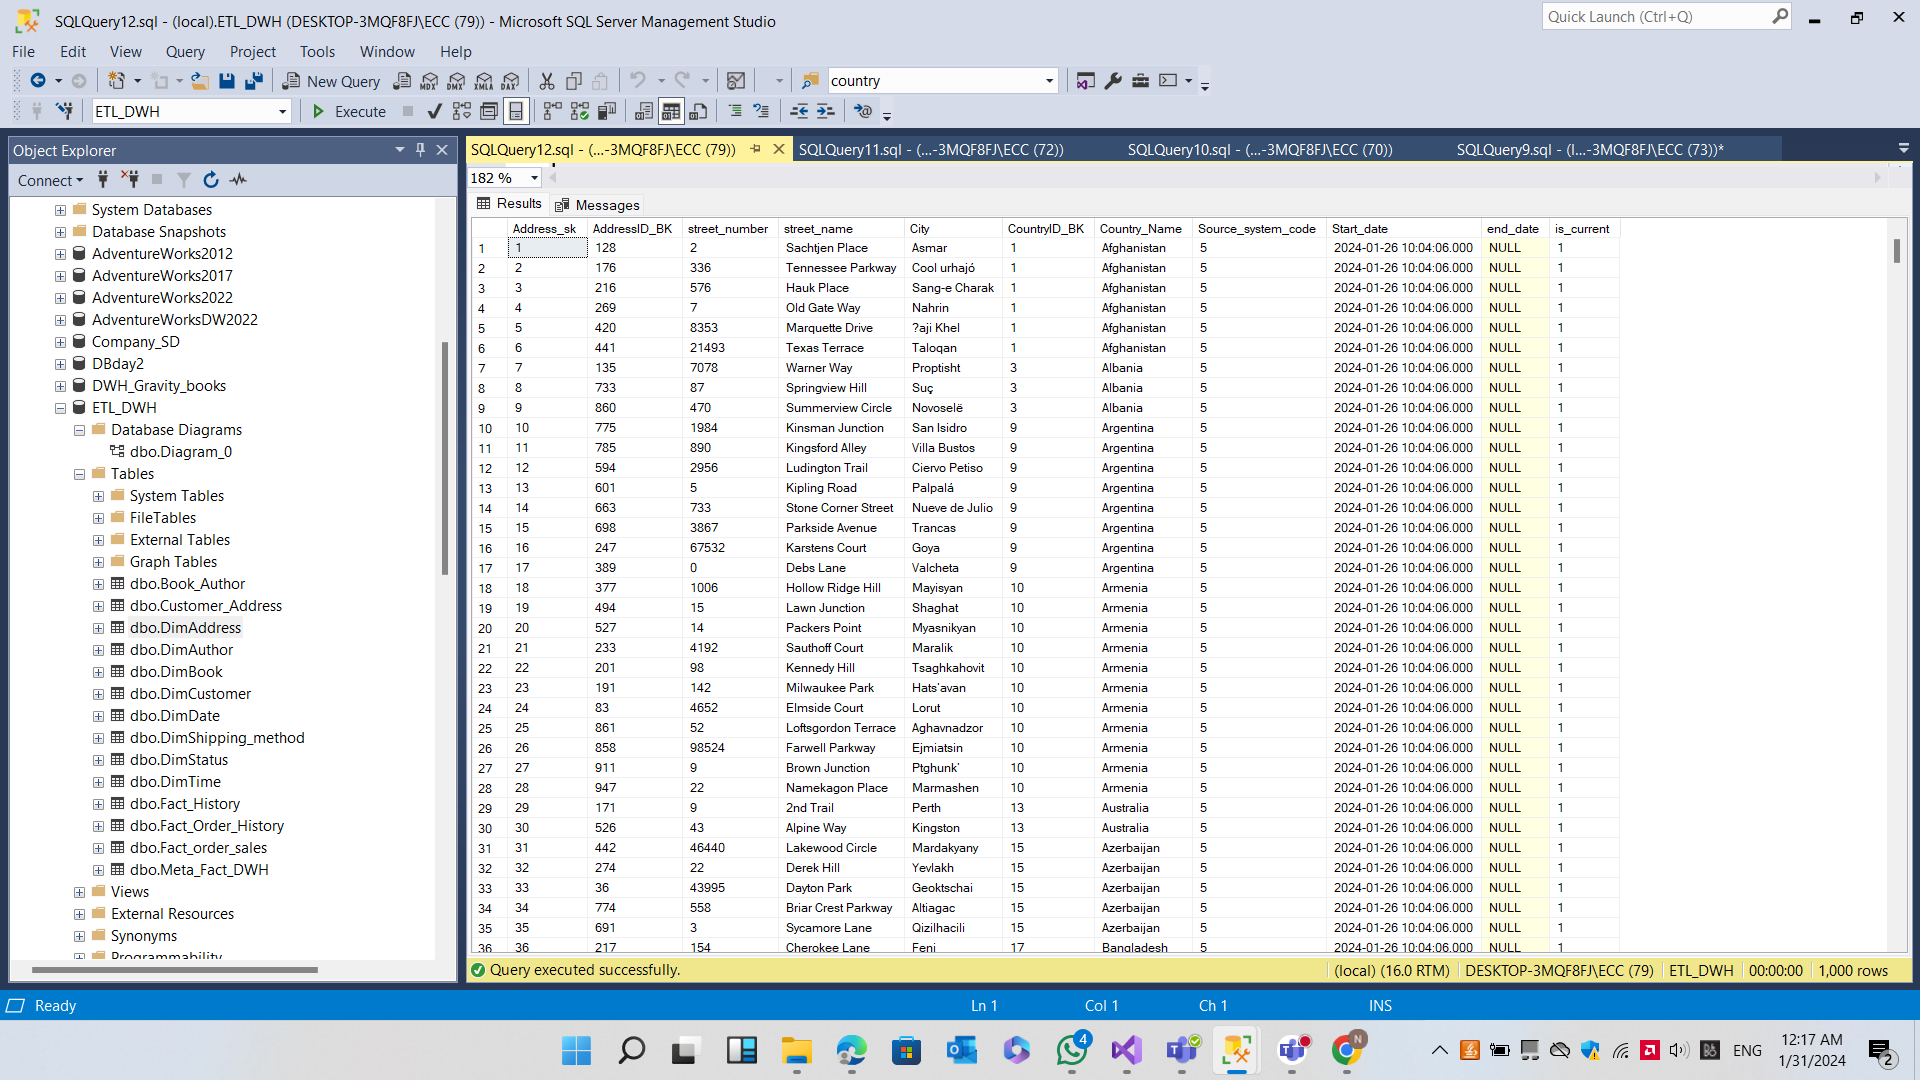 SQLQuery12.sql - (local).ETL_DWH (DESKTOP-3MQF8FJ\ECC (79)) - Microsoft SQL Server Management Studio
Quick Launch (Ctrl+Q)
File Edit View Query Project Tools Window Help
New Query MDX DMX XMLA DAX country
ETL_DWH Execute
Object Explorer
Connect
System Databases
Database Snapshots
AdventureWorks2012
AdventureWorks2017
AdventureWorks2022
AdventureWorksDW2022
Company_SD
DBday2
DWH_Gravity_books
ETL_DWH
Database Diagrams
dbo.Diagram_0
Tables
System Tables
FileTables
External Tables
Graph Tables
dbo.Book_Author
dbo.Customer_Address
dbo.DimAddress
dbo.DimAuthor
dbo.DimBook
dbo.DimCustomer
dbo.DimDate
dbo.DimShipping_method
dbo.DimStatus
dbo.DimTime
dbo.Fact_History
dbo.Fact_Order_History
dbo.Fact_order_sales
dbo.Meta_Fact_DWH
Views
External Resources
Synonyms
Programmability
SQLQuery12.sql - (...-3MQF8FJ\ECC (79)) SQLQuery11.sql - (...-3MQF8FJ\ECC (72)) SQLQuery10.sql - (...-3MQF8FJ\ECC (70)) SQLQuery9.sql - (l...-3MQF8FJ\ECC (73))*
182 %
Results Messages
Address_sk AddressID_BK street_number street_name City CountryID_BK Country_Name Source_system_code Start_date end_date is_current
1 1 128 2 Sachtjen Place Asmar 1 Afghanistan 5 2024-01-26 10:04:06.000 NULL 1
2 2 176 336 Tennessee Parkway Cool urhajó 1 Afghanistan 5 2024-01-26 10:04:06.000 NULL 1
3 3 216 576 Hauk Place Sang-e Charak 1 Afghanistan 5 2024-01-26 10:04:06.000 NULL 1
4 4 269 7 Old Gate Way Nahrin 1 Afghanistan 5 2024-01-26 10:04:06.000 NULL 1
5 5 420 8353 Marquette Drive ?aji Khel 1 Afghanistan 5 2024-01-26 10:04:06.000 NULL 1
6 6 441 21493 Texas Terrace Taloqan 1 Afghanistan 5 2024-01-26 10:04:06.000 NULL 1
7 7 135 7078 Warner Way Proptisht 3 Albania 5 2024-01-26 10:04:06.000 NULL 1
8 8 733 87 Springview Hill Suç 3 Albania 5 2024-01-26 10:04:06.000 NULL 1
9 9 860 470 Summerview Circle Novoselë 3 Albania 5 2024-01-26 10:04:06.000 NULL 1
10 10 775 1984 Kinsman Junction San Isidro 9 Argentina 5 2024-01-26 10:04:06.000 NULL 1
11 11 785 890 Kingsford Alley Villa Bustos 9 Argentina 5 2024-01-26 10:04:06.000 NULL 1
12 12 594 2956 Ludington Trail Ciervo Petiso 9 Argentina 5 2024-01-26 10:04:06.000 NULL 1
13 13 601 5 Kipling Road Palpalá 9 Argentina 5 2024-01-26 10:04:06.000 NULL 1
14 14 663 733 Stone Corner Street Nueve de Julio 9 Argentina 5 2024-01-26 10:04:06.000 NULL 1
15 15 698 3867 Parkside Avenue Trancas 9 Argentina 5 2024-01-26 10:04:06.000 NULL 1
16 16 247 67532 Karstens Court Goya 9 Argentina 5 2024-01-26 10:04:06.000 NULL 1
17 17 389 0 Debs Lane Valcheta 9 Argentina 5 2024-01-26 10:04:06.000 NULL 1
18 18 377 1006 Hollow Ridge Hill Mayisyan 10 Armenia 5 2024-01-26 10:04:06.000 NULL 1
19 19 494 15 Lawn Junction Shaghat 10 Armenia 5 2024-01-26 10:04:06.000 NULL 1
20 20 527 14 Packers Point Myasnikyan 10 Armenia 5 2024-01-26 10:04:06.000 NULL 1
21 21 233 4192 Sauthoff Court Maralik 10 Armenia 5 2024-01-26 10:04:06.000 NULL 1
22 22 201 98 Kennedy Hill Tsaghkahovit 10 Armenia 5 2024-01-26 10:04:06.000 NULL 1
23 23 191 142 Milwaukee Park Hats'avan 10 Armenia 5 2024-01-26 10:04:06.000 NULL 1
24 24 83 4652 Elmside Court Lorut 10 Armenia 5 2024-01-26 10:04:06.000 NULL 1
25 25 861 52 Loftsgordon Terrace Aghavnadzor 10 Armenia 5 2024-01-26 10:04:06.000 NULL 1
26 26 858 98524 Farwell Parkway Ejmiatsin 10 Armenia 5 2024-01-26 10:04:06.000 NULL 1
27 27 911 9 Brown Junction Ptghunk' 10 Armenia 5 2024-01-26 10:04:06.000 NULL 1
28 28 947 22 Namekagon Place Marmashen 10 Armenia 5 2024-01-26 10:04:06.000 NULL 1
29 29 171 9 2nd Trail Perth 13 Australia 5 2024-01-26 10:04:06.000 NULL 1
30 30 526 43 Alpine Way Kingston 13 Australia 5 2024-01-26 10:04:06.000 NULL 1
31 31 442 46440 Lakewood Circle Mardakyany 15 Azerbaijan 5 2024-01-26 10:04:06.000 NULL 1
32 32 274 22 Derek Hill Yevlakh 15 Azerbaijan 5 2024-01-26 10:04:06.000 NULL 1
33 33 36 43995 Dayton Park Geoktschai 15 Azerbaijan 5 2024-01-26 10:04:06.000 NULL 1
34 34 774 558 Briar Crest Parkway Altiagac 15 Azerbaijan 5 2024-01-26 10:04:06.000 NULL 1
35 35 691 3 Sycamore Lane Qizilhacili 15 Azerbaijan 5 2024-01-26 10:04:06.000 NULL 1
36 36 217 154 Cherokee Lane Feni 17 Bangladesh 5 2024-01-26 10:04:06.000 NULL 1
Query executed successfully. (local) (16.0 RTM) DESKTOP-3MQF8FJ\ECC (79) ETL_DWH 00:00:00 1,000 rows
Ready Ln 1 Col 1 Ch 1 INS
4 N ENG 12:17 AM
1/31/2024 2